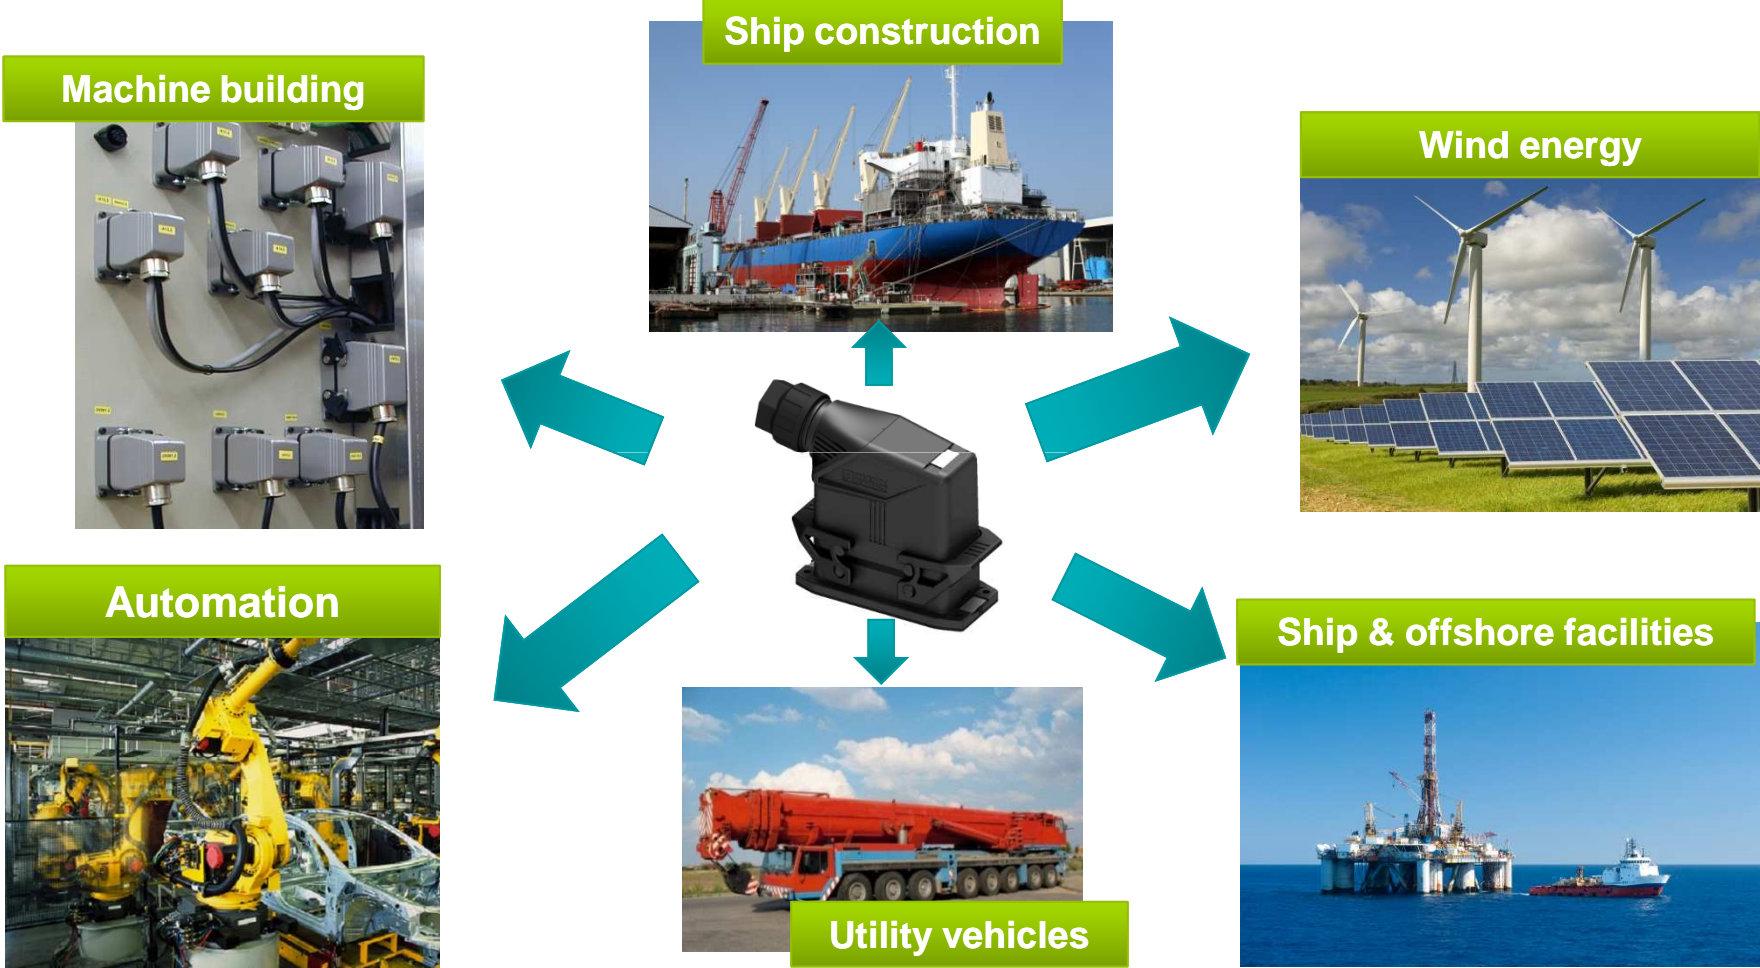 Ship construction
Machine building
Wind energy
Automation
Ship & offshore facilities
Utility vehicles